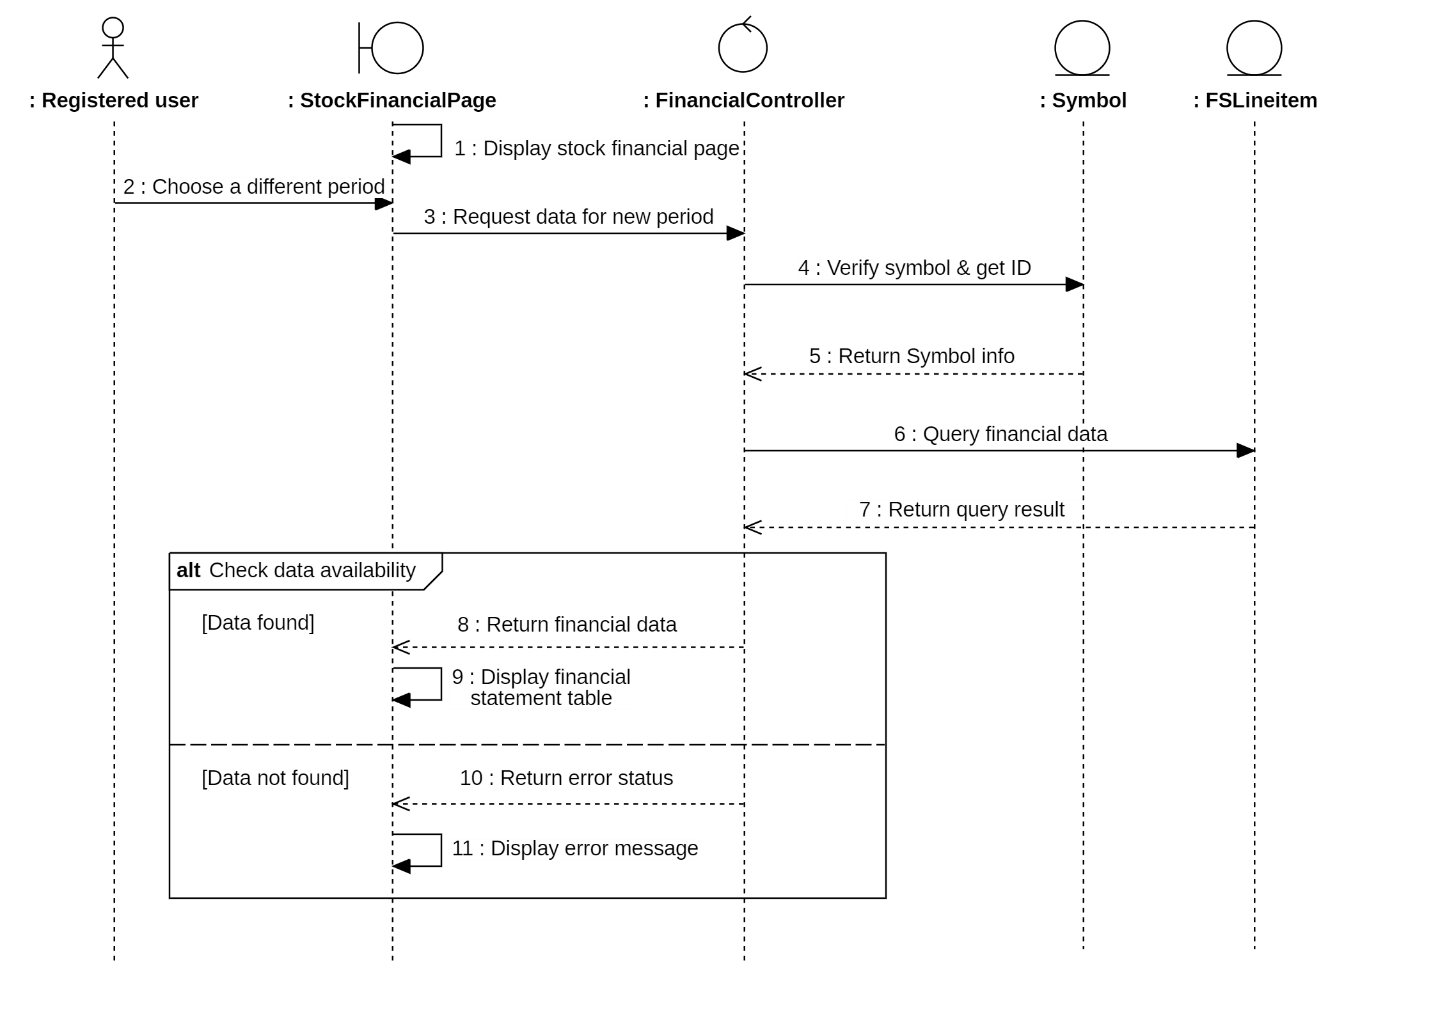 : Registered user
: StockFinancialPage
: FinancialController
: Symbol
: FSLineitem
1 : Display stock financial page
2 : Choose a different period
3 : Request data for new period
4 : Verify symbol & get ID
5 : Return Symbol info
6 : Query financial data
7 : Return query result
alt Check data availability
[Data found]
8 : Return financial data
9 : Display financial
statement table
[Data not found]
10 : Return error status
11 : Display error message